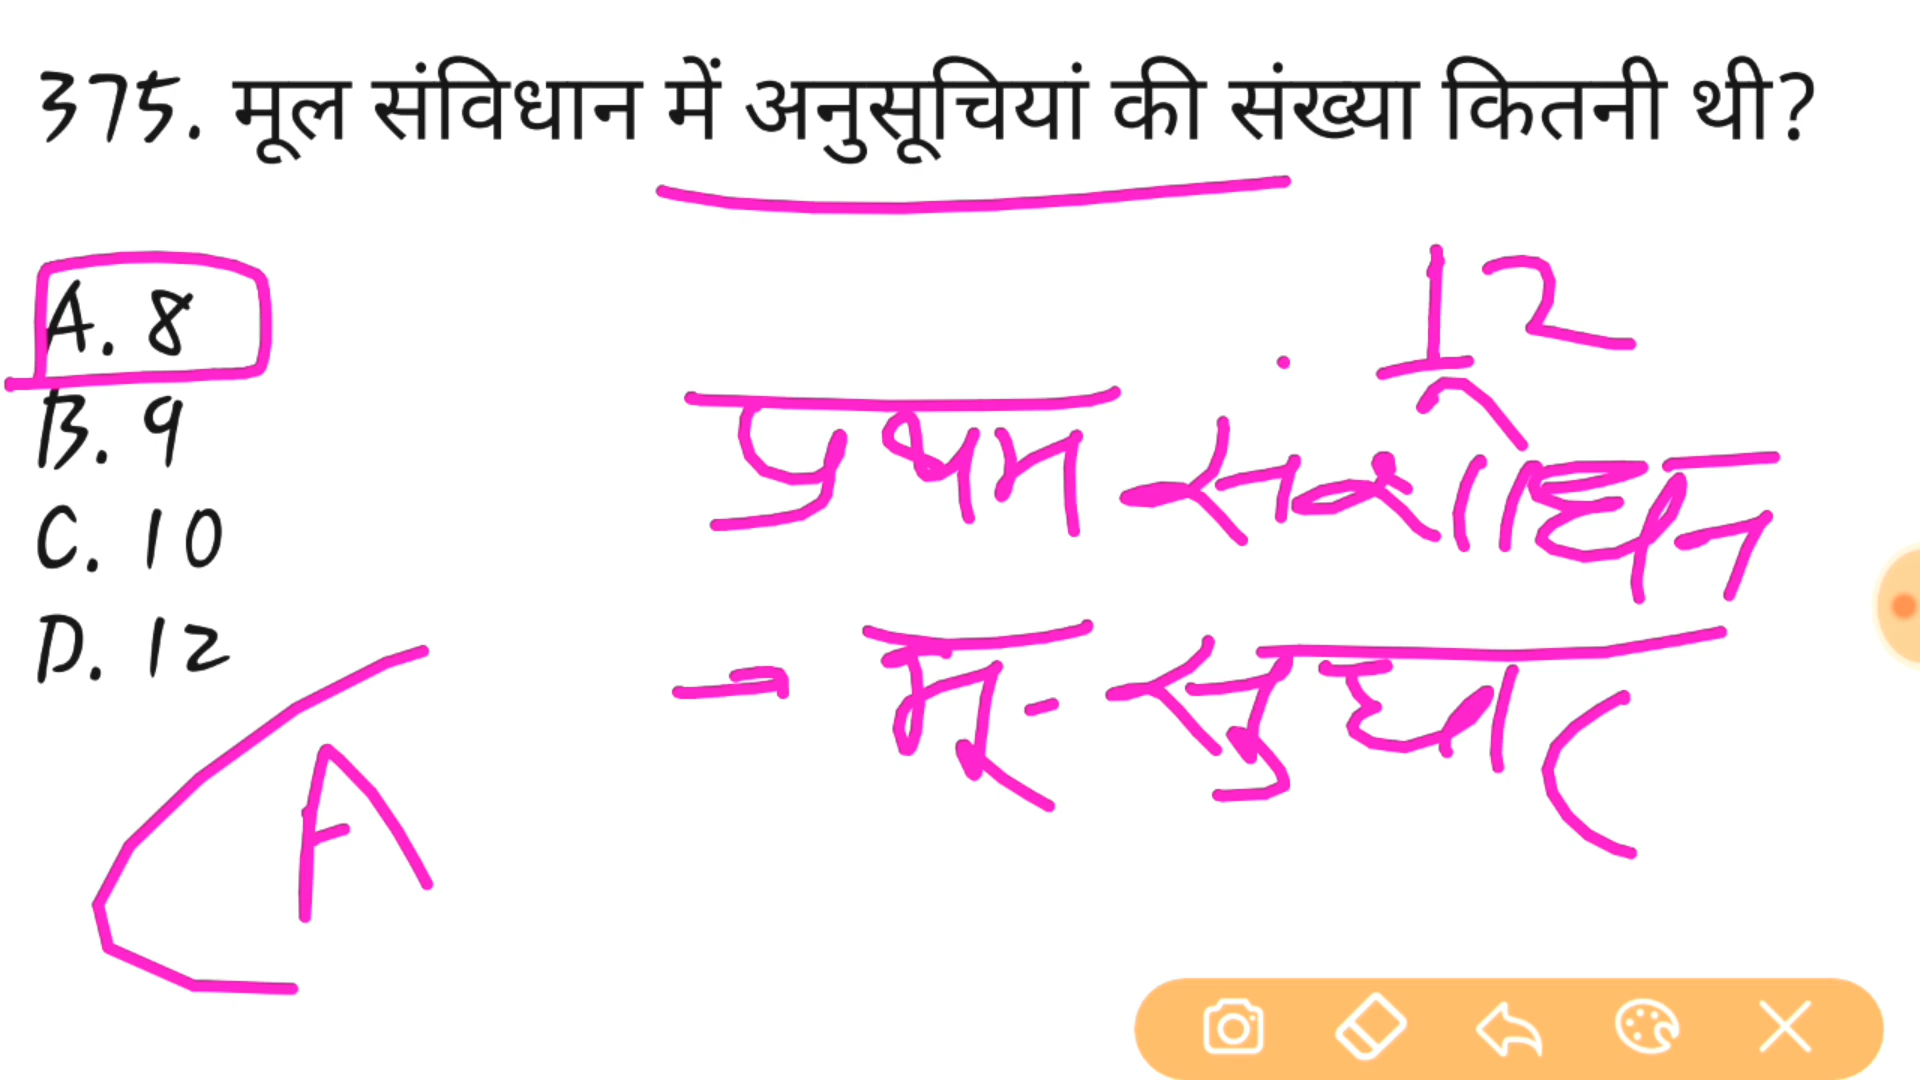 375. मूल संविधान में अनुसूचियां की संख्या कितनी थी?
A. 8
B. 9
C. 10
D. 12
12
प्रथम संशोधन
→ भू- सुधार
A